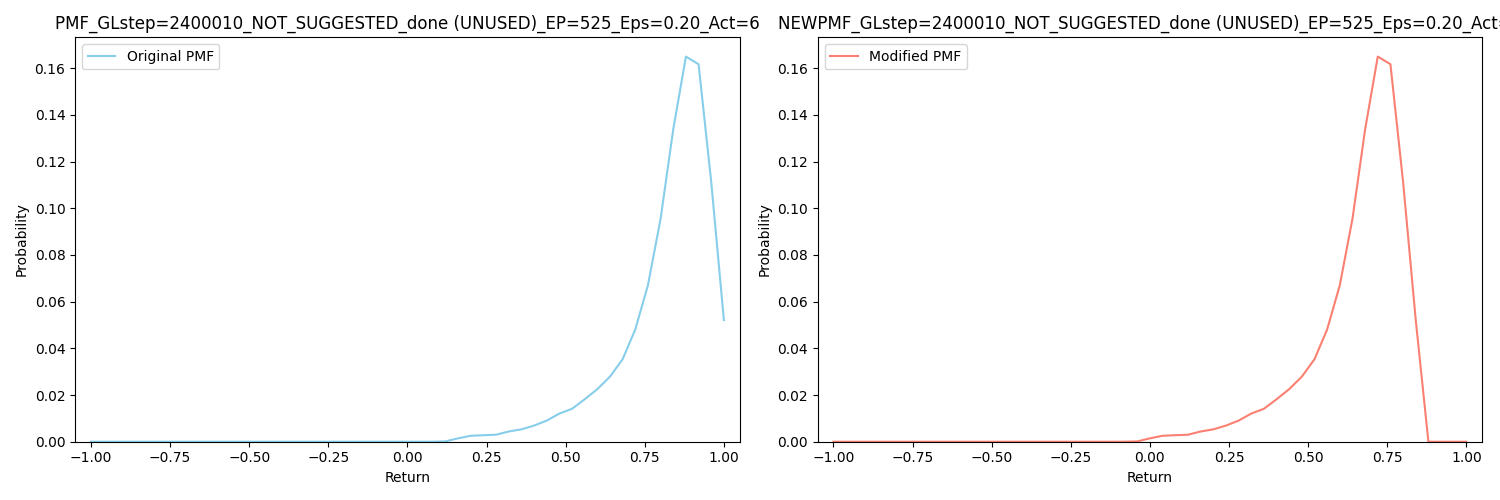 PMF_GLstep=2400010_NOT_SUGGESTED_done (UNUSED)_EP=525_Eps=0.20_Act=6
Original PMF
Probability
0.16
0.14
0.12
0.10
0.08
0.06
0.04
0.02
0.00
−1.00 −0.75 −0.50 −0.25 0.00 0.25 0.50 0.75 1.00
Return
NEWPMF_GLstep=2400010_NOT_SUGGESTED_done (UNUSED)_EP=525_Eps=0.20_Act=
Modified PMF
Probability
0.16
0.14
0.12
0.10
0.08
0.06
0.04
0.02
0.00
−1.00 −0.75 −0.50 −0.25 0.00 0.25 0.50 0.75 1.00
Return